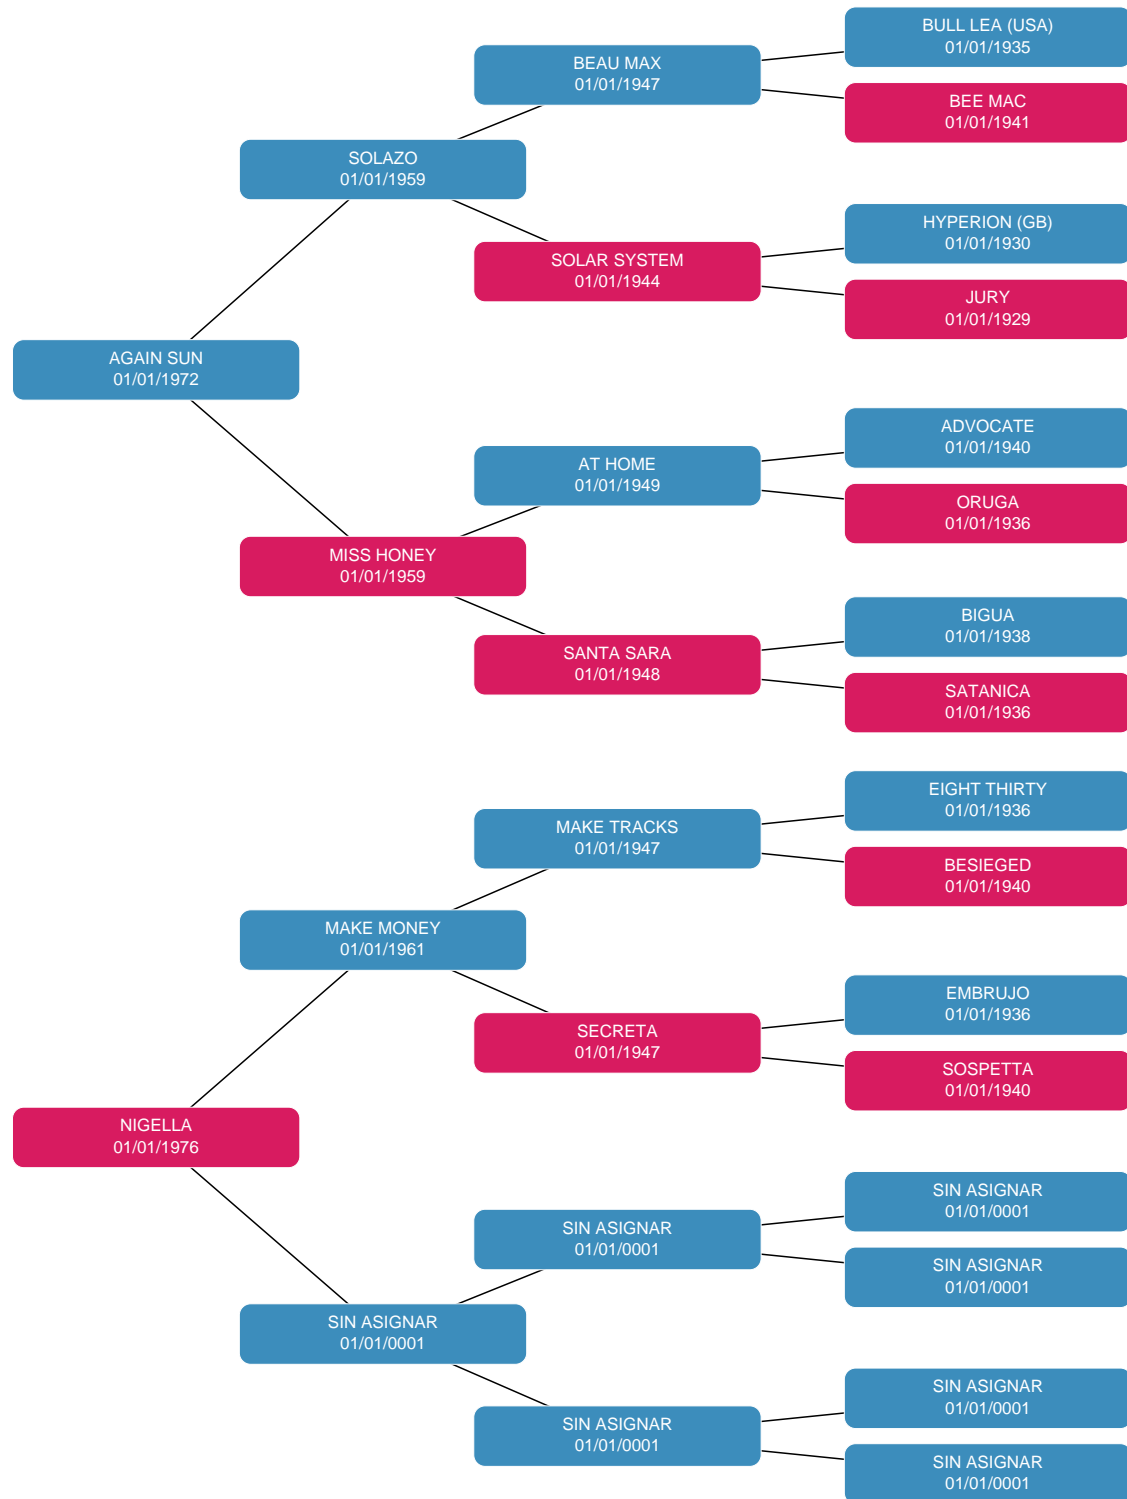 BULL LEA (USA)
01/01/1935
BEAU MAX
01/01/1947
BEE MAC
01/01/1941
SOLAZO
01/01/1959
HYPERION (GB)
01/01/1930
SOLAR SYSTEM
01/01/1944
JURY
01/01/1929
AGAIN SUN
01/01/1972
ADVOCATE
01/01/1940
AT HOME
01/01/1949
ORUGA
01/01/1936
MISS HONEY
01/01/1959
BIGUA
01/01/1938
SANTA SARA
01/01/1948
SATANICA
01/01/1936
EIGHT THIRTY
01/01/1936
MAKE TRACKS
01/01/1947
BESIEGED
01/01/1940
MAKE MONEY
01/01/1961
EMBRUJO
01/01/1936
SECRETA
01/01/1947
SOSPETTA
01/01/1940
NIGELLA
01/01/1976
SIN ASIGNAR
01/01/0001
SIN ASIGNAR
01/01/0001
SIN ASIGNAR
01/01/0001
SIN ASIGNAR
01/01/0001
SIN ASIGNAR
01/01/0001
SIN ASIGNAR
01/01/0001
SIN ASIGNAR
01/01/0001